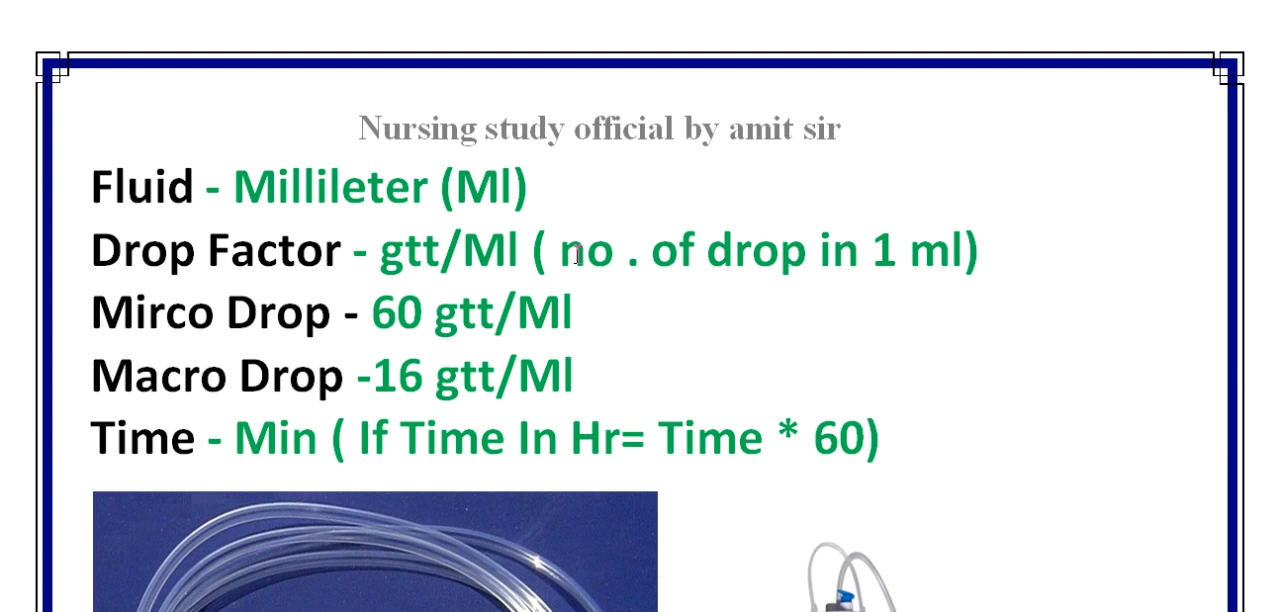 Nursing study official by amit sir
Fluid - Millileter (Ml)
Drop Factor - gtt/Ml ( no . of drop in 1 ml)
Mirco Drop - 60 gtt/Ml
Macro Drop -16 gtt/Ml
Time - Min ( If Time In Hr= Time * 60)